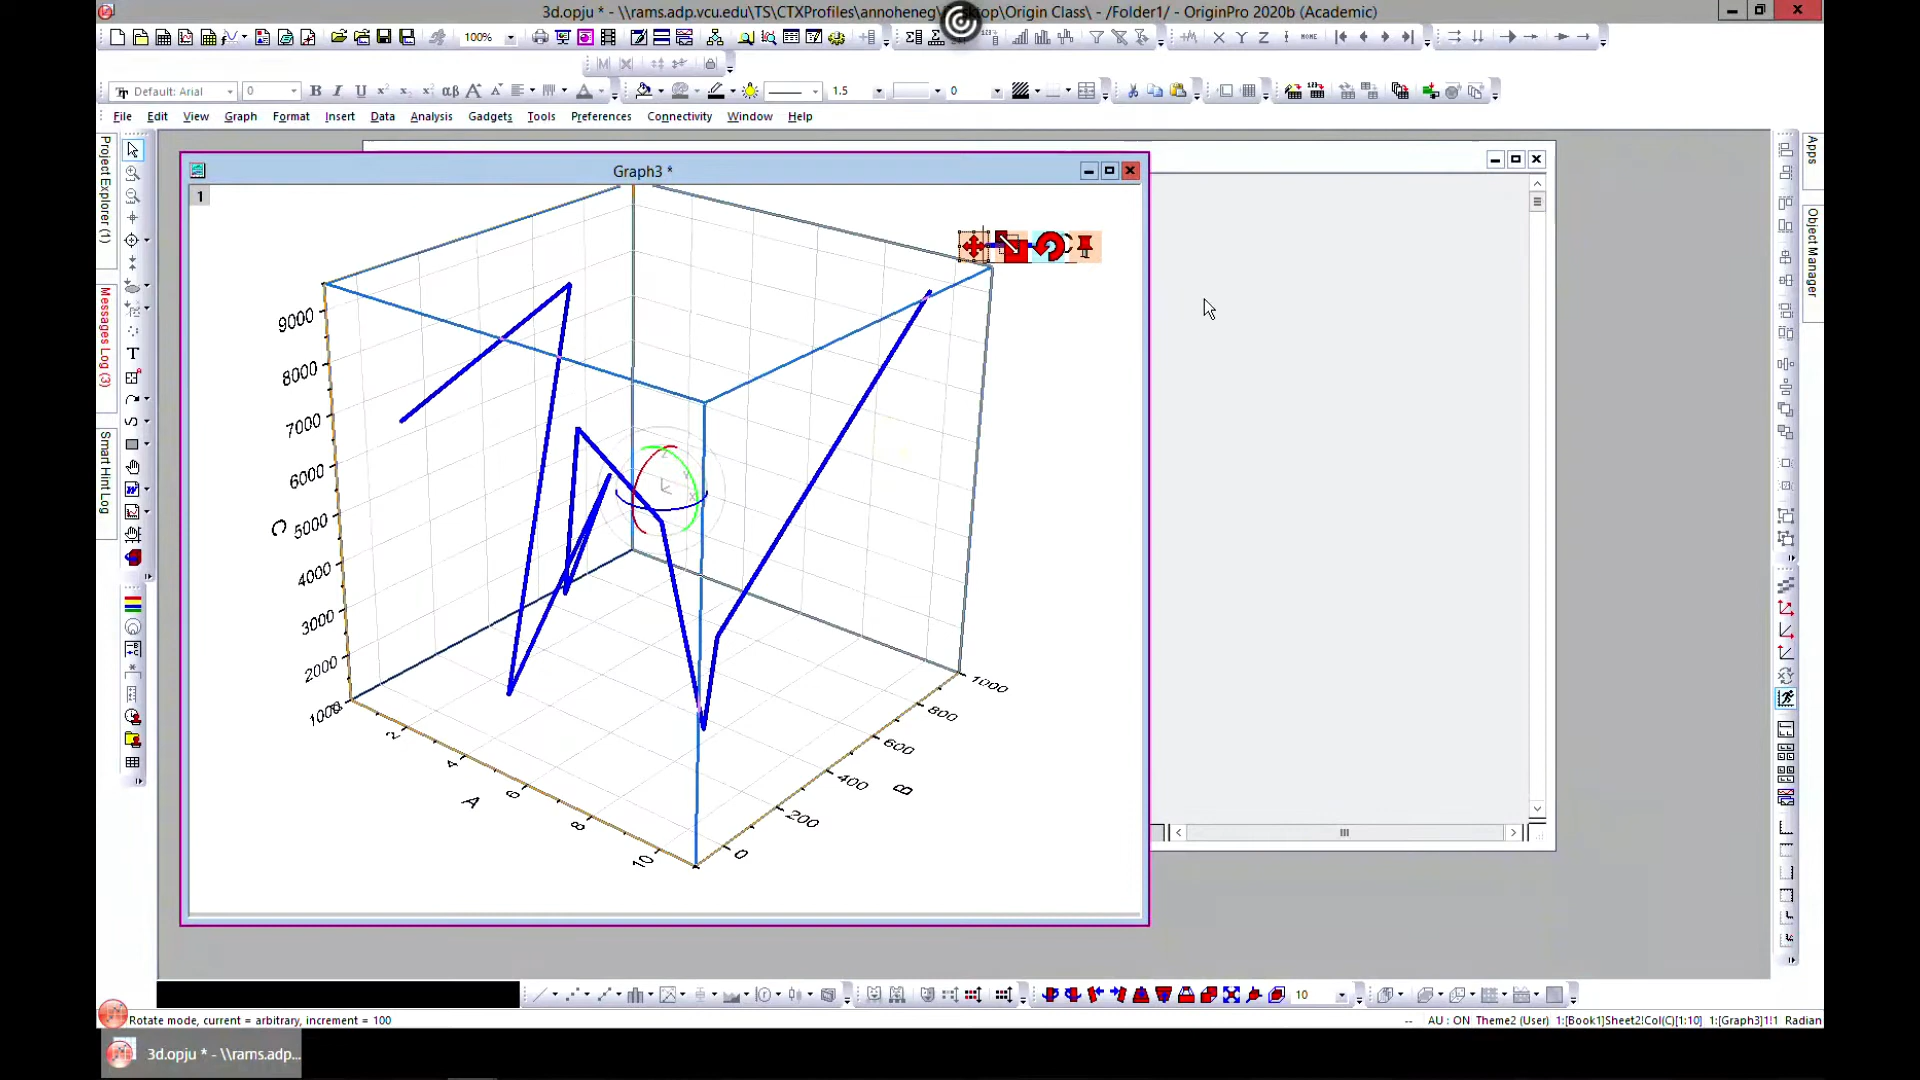 3d.opju * - \\rams.adp.vcu.edu\TS\CTXProfiles\annoheneg\Desktop\Origin Class\ - /Folder1/ - OriginPro 2020b (Academic)
100%
Default: Arial
0
B I U
αβ
1.5
0
File Edit View Graph Format Insert Data Analysis Gadgets Tools Preferences Connectivity Window Help
Project Explorer (1)
Messages Log (3)
Smart Hint Log
Apps
Object Manager
Graph3 *
1
9000
8000
7000
6000
5000
4000
3000
2000
1000
C
2
4
6
8
10
A
0
200
400
600
800
1000
B
Z
Y
X
10
Rotate mode, current = arbitrary, increment = 100
-- AU : ON Theme2 (User) 1:[Book1]Sheet2!Col(C)[1:10] 1:[Graph3]1!1 Radian
3d.opju * - \\rams.adp...